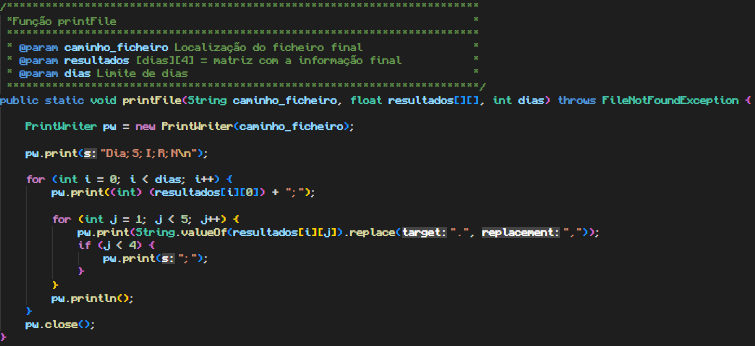 /*************************************************************************
 *Função printFile                                                       *
 *************************************************************************
 * @param caminho_ficheiro Localização do ficheiro final                 *
 * @param resultados [dias][4] = matriz com a informação final           *
 * @param dias Limite de dias                                            *
 *************************************************************************/
public static void printFile(String caminho_ficheiro, float resultados[][], int dias) throws FileNotFoundException {
    PrintWriter pw = new PrintWriter(caminho_ficheiro);
    pw.print(s:"Dia;S;I;R;N\n");
    for (int i = 0; i < dias; i++) {
        pw.print((int) (resultados[i][0]) + ";");
        for (int j = 1; j < 5; j++) {
            pw.print(String.valueOf(resultados[i][j]).replace(target:".", replacement:","));
            if (j < 4) {
                pw.print(s:";");
            }
        }
        pw.println();
    }
    pw.close();
}